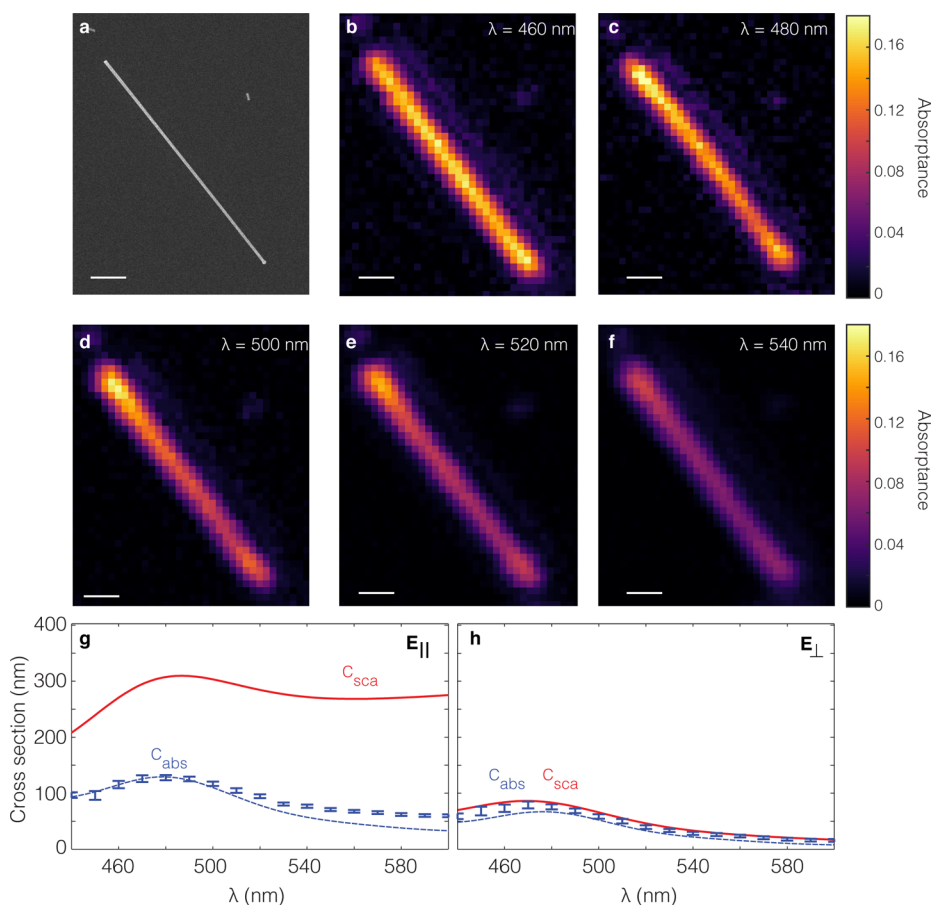 a
b
λ = 460 nm
c
λ = 480 nm
0.16
0.12
0.08
0.04
0
Absorptance
d
λ = 500 nm
e
λ = 520 nm
f
λ = 540 nm
0.16
0.12
0.08
0.04
0
Absorptance
400
300
200
100
0
Cross section (nm)
g
E||
Csca
Cabs
460
500
540
580
λ (nm)
h
E⊥
Cabs
Csca
460
500
540
580
λ (nm)